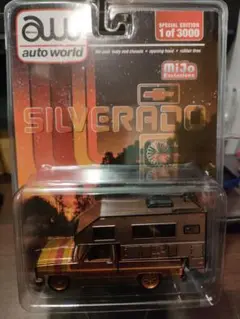 aw
auto world
die-cast body and chassis • opening hood • rubber tires
SPECIAL EDITION
1 of 3000
MiJo
Exclusives
SILVERADO